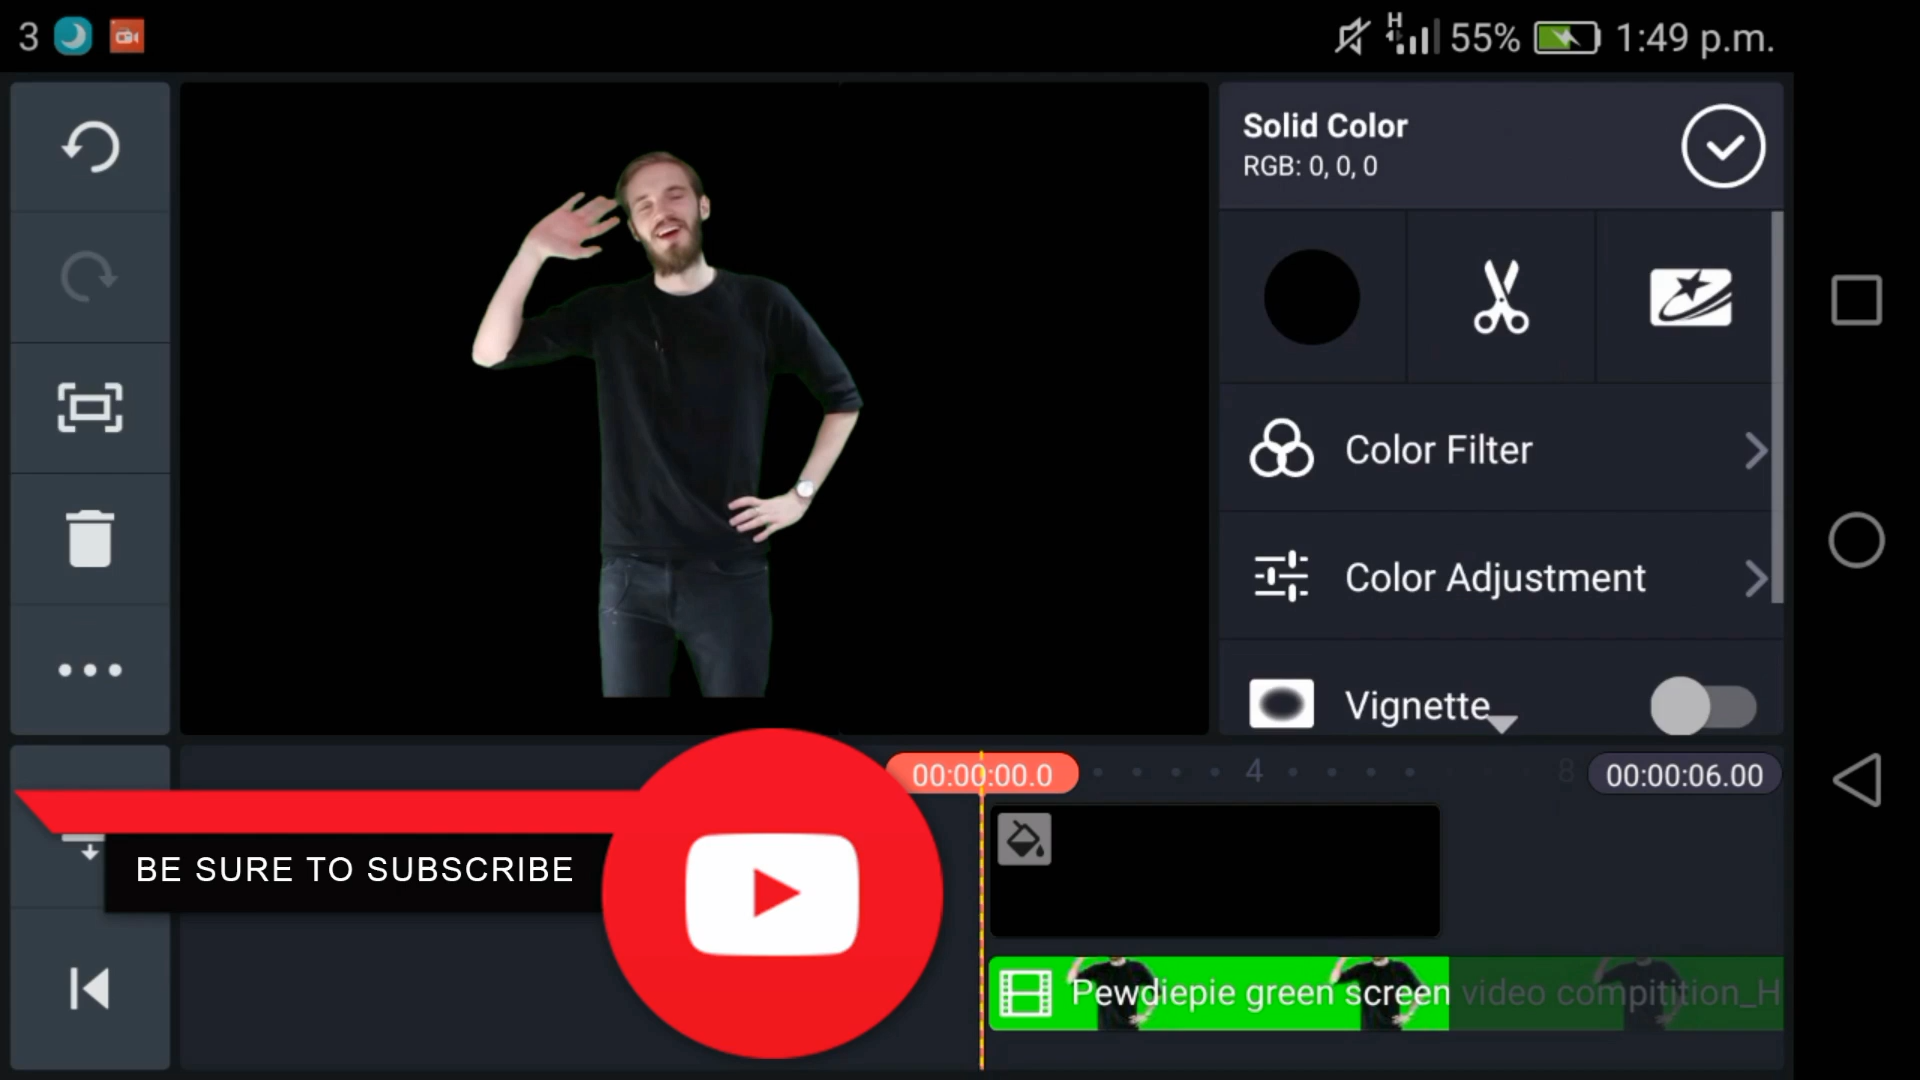 3
H
55%
1:49 p.m.
Solid Color
RGB: 0, 0, 0
Color Filter
Color Adjustment
Vignette
00:00:00.0
4
8
00:00:06.00
BE SURE TO SUBSCRIBE
Pewdiepie green screen video compitition_H